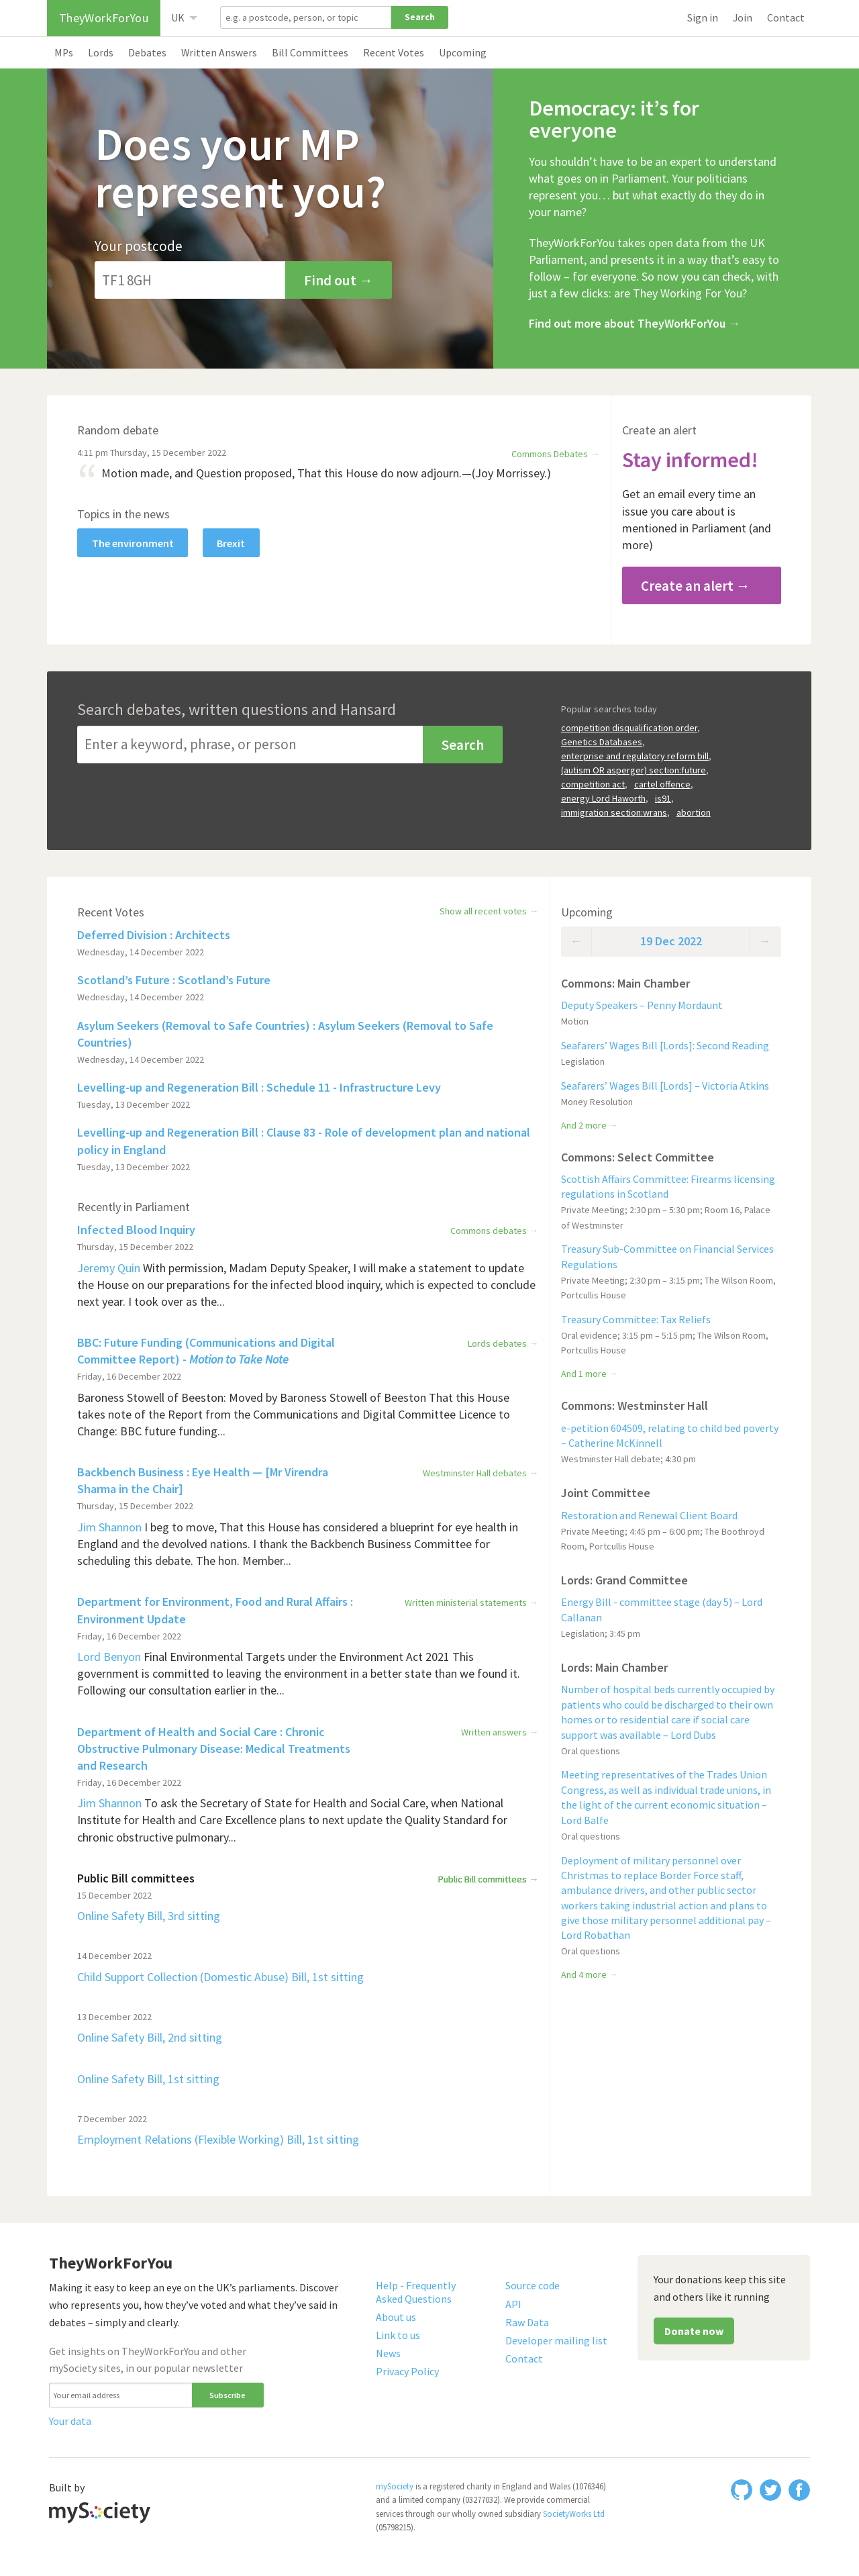 TheyWorkForYou
UK
e.g. a postcode, person, or topic
Search
Sign in
Join
Contact
MPs
Lords
Debates
Written Answers
Bill Committees
Recent Votes
Upcoming
Does your MP
represent you?
Your postcode
TF1 8GH
Find out →
Democracy: it’s for
everyone
You shouldn’t have to be an expert to understand
what goes on in Parliament. Your politicians
represent you… but what exactly do they do in
your name?
TheyWorkForYou takes open data from the UK
Parliament, and presents it in a way that’s easy to
follow – for everyone. So now you can check, with
just a few clicks: are They Working For You?
Find out more about TheyWorkForYou →
Random debate
4:11 pm Thursday, 15 December 2022
Commons Debates →
“ Motion made, and Question proposed, That this House do now adjourn.—(Joy Morrissey.)
Topics in the news
The environment
Brexit
Create an alert
Stay informed!
Get an email every time an
issue you care about is
mentioned in Parliament (and
more)
Create an alert →
Search debates, written questions and Hansard
Enter a keyword, phrase, or person
Search
Popular searches today
competition disqualification order,
Genetics Databases,
enterprise and regulatory reform bill,
(autism OR asperger) section:future,
competition act, cartel offence,
energy Lord Haworth, is91,
immigration section:wrans, abortion
Recent Votes
Show all recent votes →
Deferred Division : Architects
Wednesday, 14 December 2022
Scotland’s Future : Scotland’s Future
Wednesday, 14 December 2022
Asylum Seekers (Removal to Safe Countries) : Asylum Seekers (Removal to Safe
Countries)
Wednesday, 14 December 2022
Levelling-up and Regeneration Bill : Schedule 11 - Infrastructure Levy
Tuesday, 13 December 2022
Levelling-up and Regeneration Bill : Clause 83 - Role of development plan and national
policy in England
Tuesday, 13 December 2022
Recently in Parliament
Infected Blood Inquiry
Commons debates →
Thursday, 15 December 2022
Jeremy Quin With permission, Madam Deputy Speaker, I will make a statement to update
the House on our preparations for the infected blood inquiry, which is expected to conclude
next year. I took over as the...
BBC: Future Funding (Communications and Digital
Committee Report) - Motion to Take Note
Lords debates →
Friday, 16 December 2022
Baroness Stowell of Beeston: Moved by Baroness Stowell of Beeston That this House
takes note of the Report from the Communications and Digital Committee Licence to
Change: BBC future funding...
Backbench Business : Eye Health — [Mr Virendra
Sharma in the Chair]
Westminster Hall debates →
Thursday, 15 December 2022
Jim Shannon I beg to move, That this House has considered a blueprint for eye health in
England and the devolved nations. I thank the Backbench Business Committee for
scheduling this debate. The hon. Member...
Department for Environment, Food and Rural Affairs :
Environment Update
Written ministerial statements →
Friday, 16 December 2022
Lord Benyon Final Environmental Targets under the Environment Act 2021 This
government is committed to leaving the environment in a better state than we found it.
Following our consultation earlier in the...
Department of Health and Social Care : Chronic
Obstructive Pulmonary Disease: Medical Treatments
and Research
Written answers →
Friday, 16 December 2022
Jim Shannon To ask the Secretary of State for Health and Social Care, when National
Institute for Health and Care Excellence plans to next update the Quality Standard for
chronic obstructive pulmonary...
Public Bill committees
Public Bill committees →
15 December 2022
Online Safety Bill, 3rd sitting
14 December 2022
Child Support Collection (Domestic Abuse) Bill, 1st sitting
13 December 2022
Online Safety Bill, 2nd sitting
Online Safety Bill, 1st sitting
7 December 2022
Employment Relations (Flexible Working) Bill, 1st sitting
Upcoming
← 19 Dec 2022 →
Commons: Main Chamber
Deputy Speakers – Penny Mordaunt
Motion
Seafarers’ Wages Bill [Lords]: Second Reading
Legislation
Seafarers’ Wages Bill [Lords] – Victoria Atkins
Money Resolution
And 2 more →
Commons: Select Committee
Scottish Affairs Committee: Firearms licensing
regulations in Scotland
Private Meeting; 2:30 pm – 5:30 pm; Room 16, Palace
of Westminster
Treasury Sub-Committee on Financial Services
Regulations
Private Meeting; 2:30 pm – 3:15 pm; The Wilson Room,
Portcullis House
Treasury Committee: Tax Reliefs
Oral evidence; 3:15 pm – 5:15 pm; The Wilson Room,
Portcullis House
And 1 more →
Commons: Westminster Hall
e-petition 604509, relating to child bed poverty
– Catherine McKinnell
Westminster Hall debate; 4:30 pm
Joint Committee
Restoration and Renewal Client Board
Private Meeting; 4:45 pm – 6:00 pm; The Boothroyd
Room, Portcullis House
Lords: Grand Committee
Energy Bill - committee stage (day 5) – Lord
Callanan
Legislation; 3:45 pm
Lords: Main Chamber
Number of hospital beds currently occupied by
patients who could be discharged to their own
homes or to residential care if social care
support was available – Lord Dubs
Oral questions
Meeting representatives of the Trades Union
Congress, as well as individual trade unions, in
the light of the current economic situation –
Lord Balfe
Oral questions
Deployment of military personnel over
Christmas to replace Border Force staff,
ambulance drivers, and other public sector
workers taking industrial action and plans to
give those military personnel additional pay –
Lord Robathan
Oral questions
And 4 more →
TheyWorkForYou
Making it easy to keep an eye on the UK’s parliaments. Discover
who represents you, how they’ve voted and what they’ve said in
debates – simply and clearly.
Get insights on TheyWorkForYou and other
mySociety sites, in our popular newsletter
Your email address
Subscribe
Your data
Help - Frequently
Asked Questions
About us
Link to us
News
Privacy Policy
Source code
API
Raw Data
Developer mailing list
Contact
Your donations keep this site
and others like it running
Donate now
Built by
mySociety
mySociety is a registered charity in England and Wales (1076346)
and a limited company (03277032). We provide commercial
services through our wholly owned subsidiary SocietyWorks Ltd
(05798215).